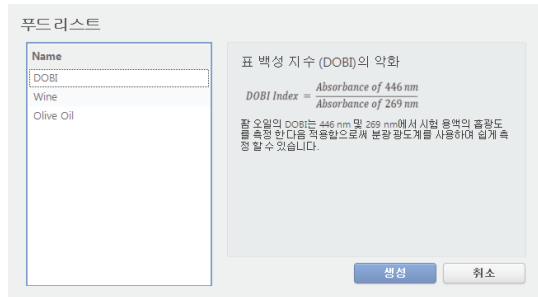 푸드 리스트
Name
DOBI
Wine
Olive Oil
표 백성 지수 (DOBI)의 악화
DOBI Index = Absorbance of 446 nm / Absorbance of 269 nm
팜 오일의 DOBI는 446 nm 및 269 nm에서 시험 용액의 흡광도
를 측정 한 다음 적용함으로써 분광 광도계를 사용하여 쉽게 측
정 할 수 있습니다.
생성
취소